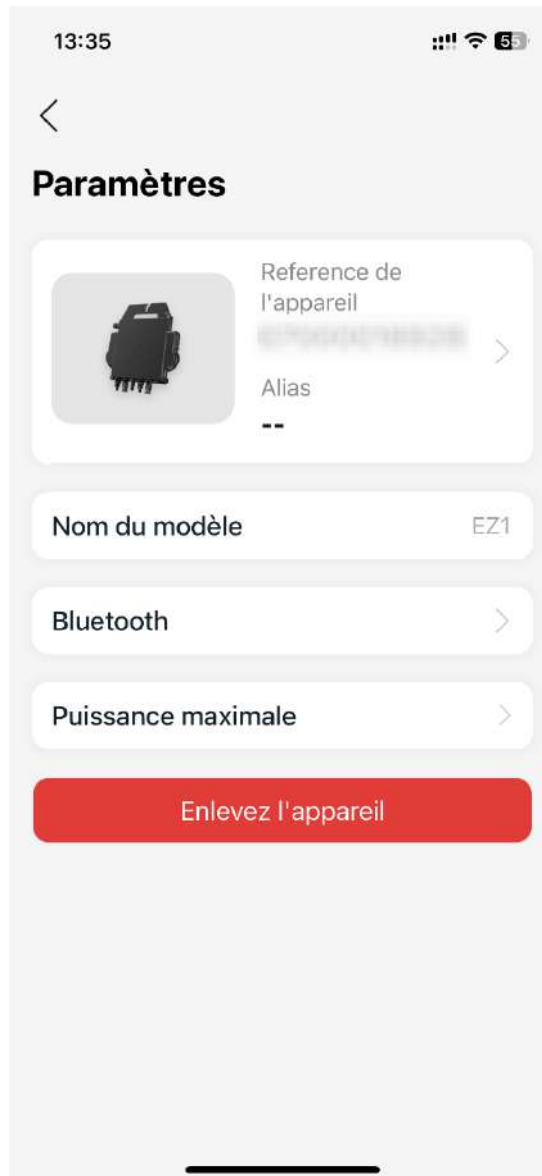 13:35
55
Paramètres
Reference de
l'appareil
Alias
--
Nom du modèle
EZ1
Bluetooth
Puissance maximale
Enlevez l'appareil